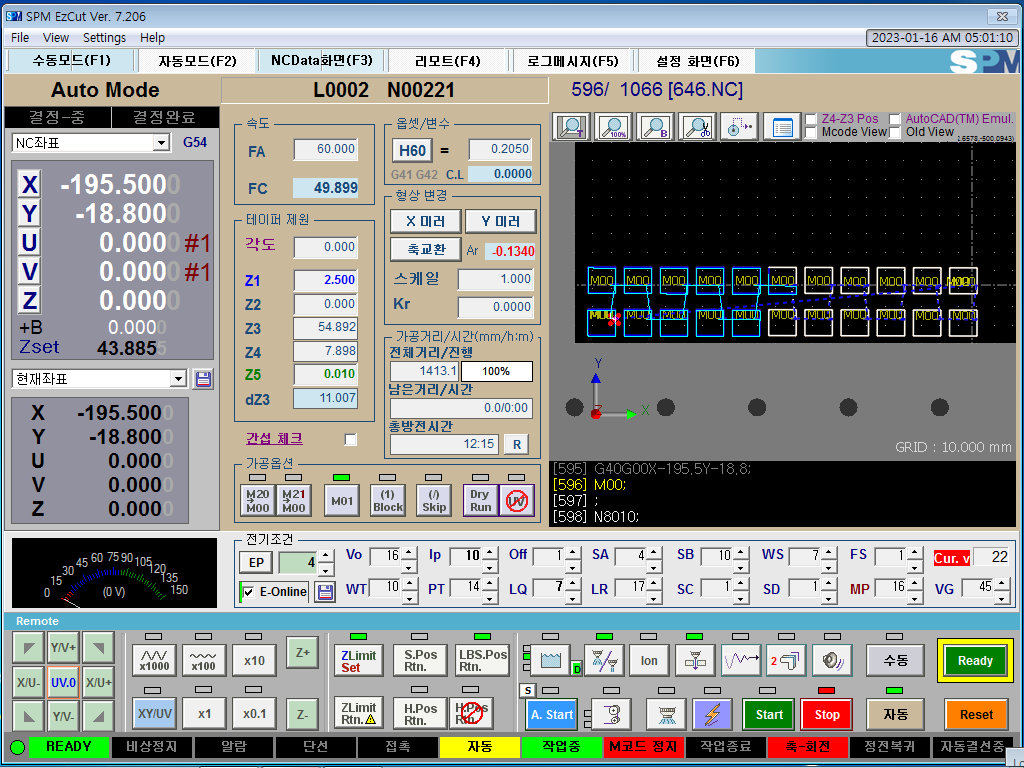 SPM EzCut Ver. 7.206
File View Settings Help
2023-01-16 AM 05:01:10
수동모드(F1) 자동모드(F2) NCData화면(F3) 리모트(F4) 로그메시지(F5) 설정 화면(F6)
SPM
Auto Mode
L0002 N00221
596/ 1066 [646.NC]
결정-중 결정완료
NC좌표 G54
X -195.5000
Y -18.8000
U 0.0000 #1
V 0.0000 #1
Z 0.0000
+B 0.0000
Zset 43.8855
현재좌표
X -195.5000
Y -18.8000
U 0.0000
V 0.0000
Z 0.0000
속도
FA 60.000
FC 49.899
테이퍼 제원
각도 0.000
Z1 2.500
Z2 0.000
Z3 54.892
Z4 7.898
Z5 0.010
dZ3 11.007
간섭 체크
옵셋/변수
H60 = 0.2050
G41 G42 C.L 0.0000
형상 변경
X 미러 Y 미러
축교환 Ar -0.1340
스케일 1.000
Kr 0.0000
가공거리/시간(mm/h:m)
전체거리/진행
1413.1 100%
남은거리/시간
0.0/0:00
총방전시간
12:15 R
가공옵션
M20 M00 M21 M00 M01 (1) Block (/) Skip Dry Run UV
T 100% B
Z4-Z3 Pos AutoCAD(TM) Emul.
Mcode View Old View
M00 M00 M00 M00 M00 M00 M00 M00 M00 M00 M00
M00 M00 M00 M00 M00 M00 M00 M00 M00 M00 M00
Y
Z X
GRID : 10.000 mm
[595] G40G00X-195.5Y-18.8;
[596] M00;
[597] ;
[598] N8010;
0 15 30 45 60 75 90 105 120 135 150
(0 V)
전기조건
EP 4 Vo 16 Ip 10 Off 1 SA 4 SB 10 WS 7 FS 1 Cur. v 22
E-Online WT 10 PT 14 LQ 7 LR 17 SC 1 SD 1 MP 16 VG 45
Remote
Y/V+ x1000 x100 x10 Z+ ZLimit Set S.Pos Rtn. LBS.Pos Rtn. D Ion 2 수동 Ready
X/U- UV.0 X/U+
Y/V- XY/UV x1 x0.1 Z- ZLimit Rtn. H.Pos Rtn. S A. Start Start Stop 자동 Reset
READY 비상정지 알람 단선 접촉 자동 작업중 M코드 정지 작업종료 축-회전 정전복귀 자동결선중